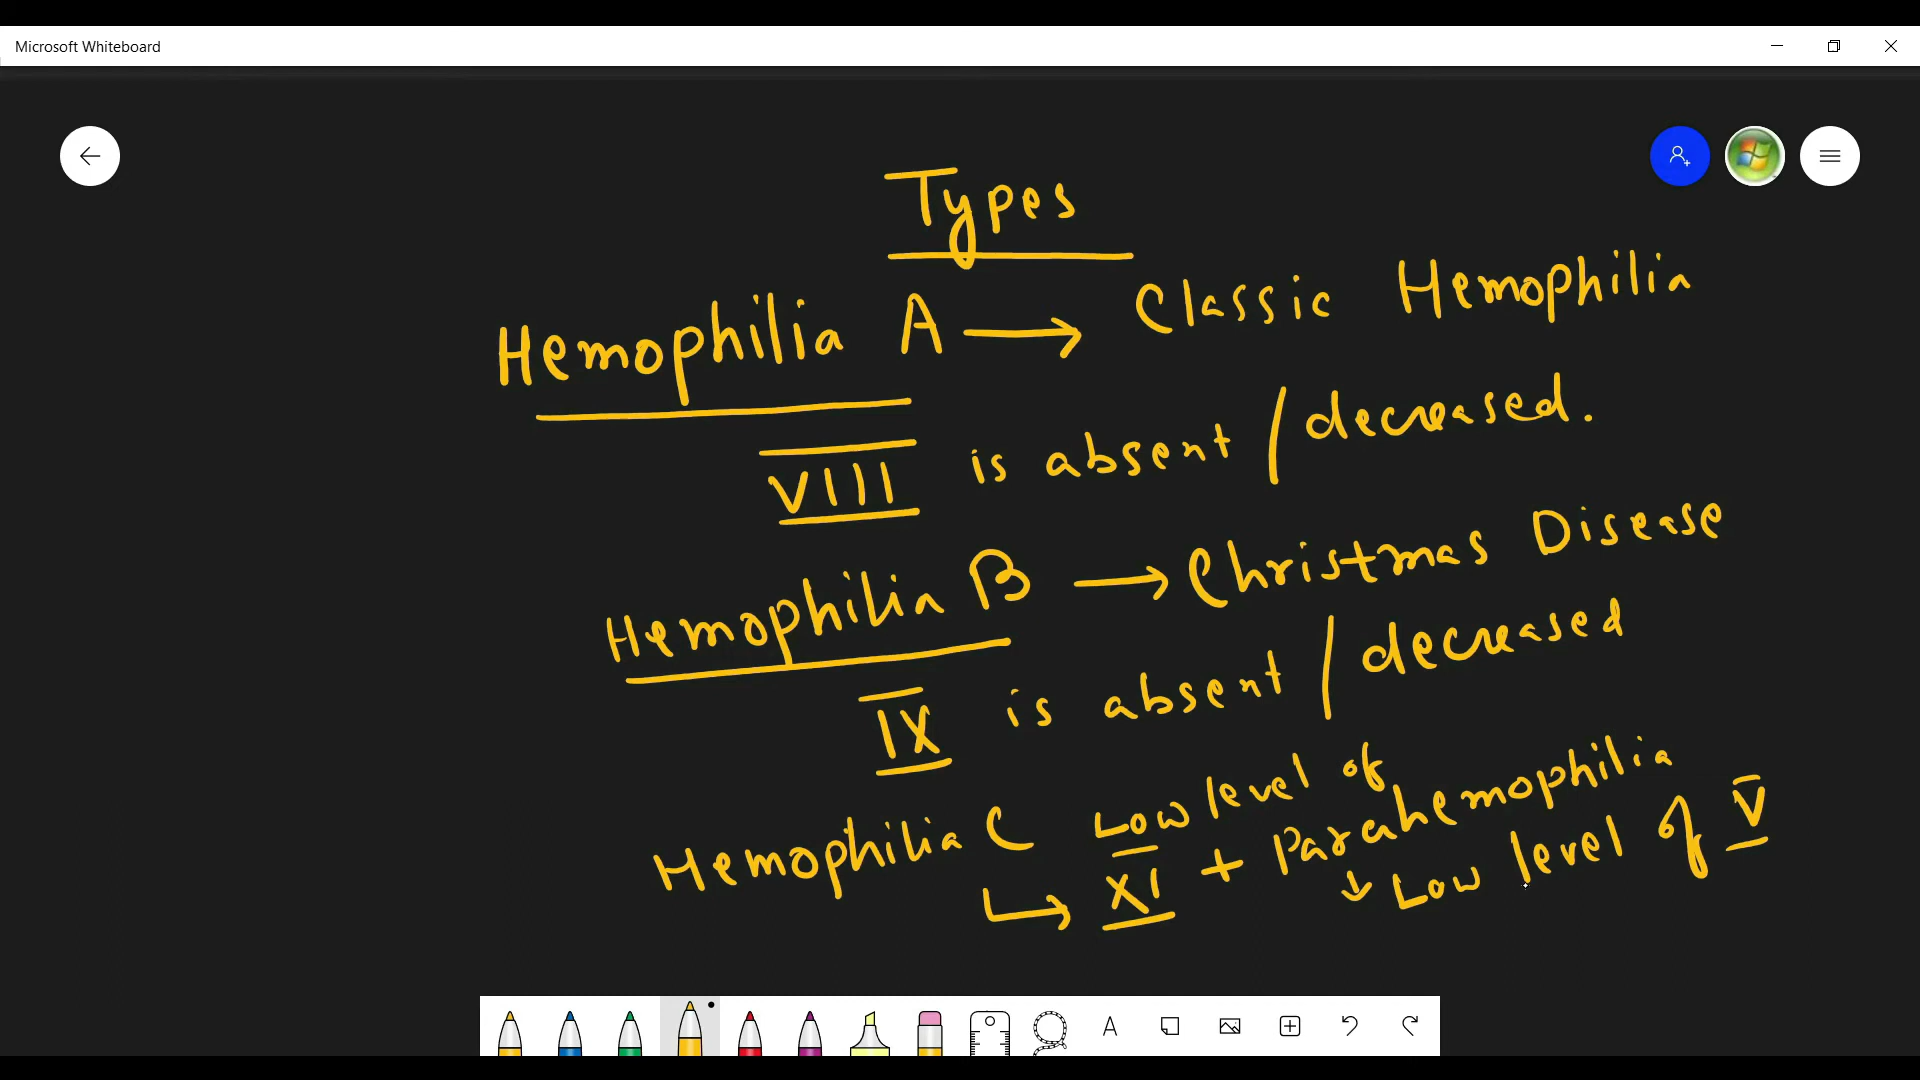 Microsoft Whiteboard
Types
Hemophilia A → Classic Hemophilia
VIII is absent / decreased.
Hemophilia B → Christmas Disease
IX is absent / decreased
Hemophilia C Low level of
↳ XI + Parahemophilia
↓ Low level of V
A